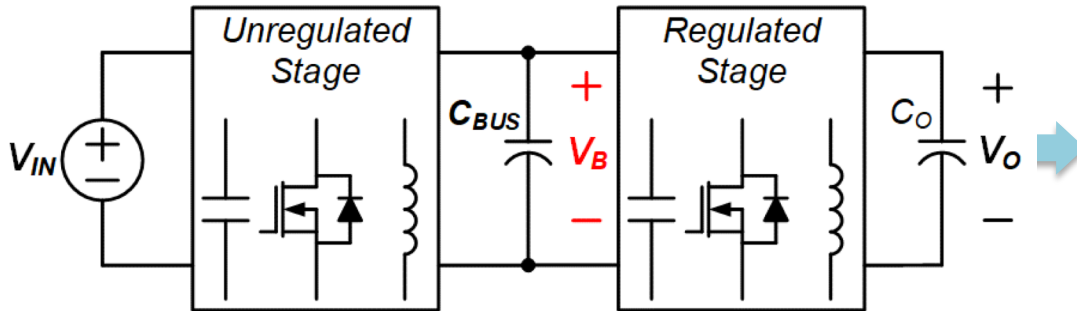 Unregulated
Stage
Regulated
Stage
V_IN
+
−
C_BUS
+
V_B
−
C_O
+
V_O
−